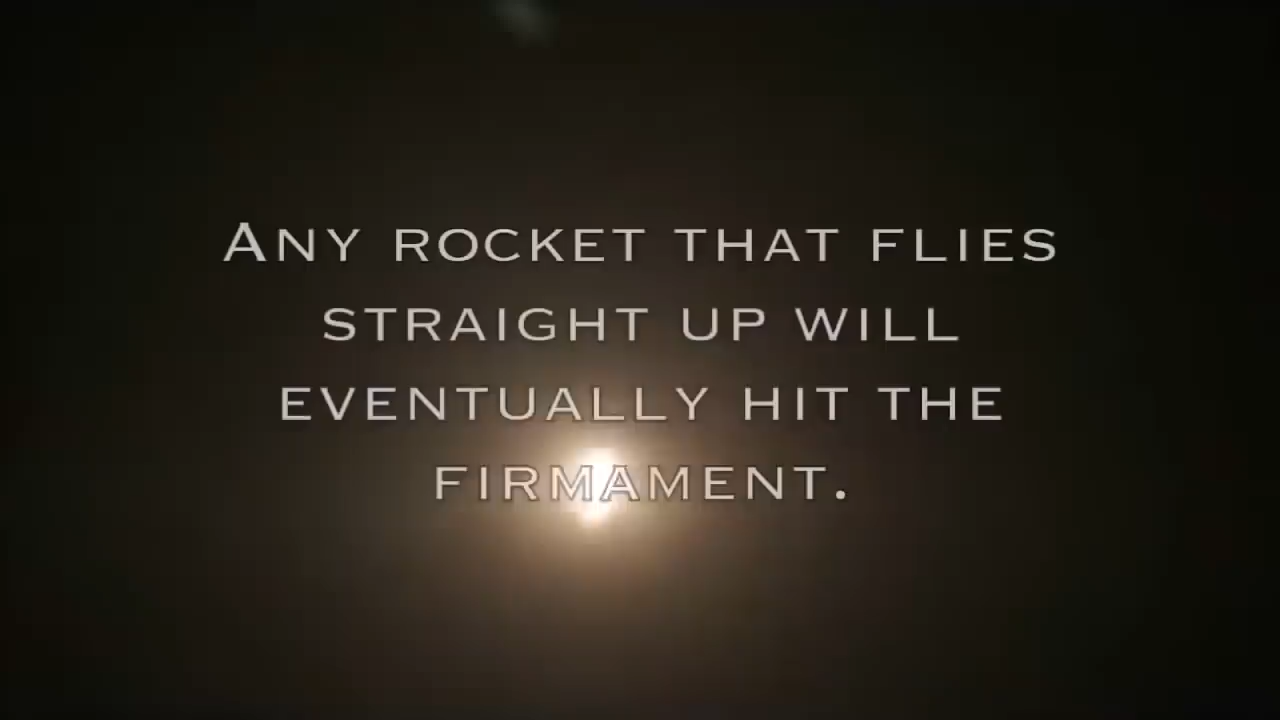 Any rocket that flies
straight up will
eventually hit the
firmament.